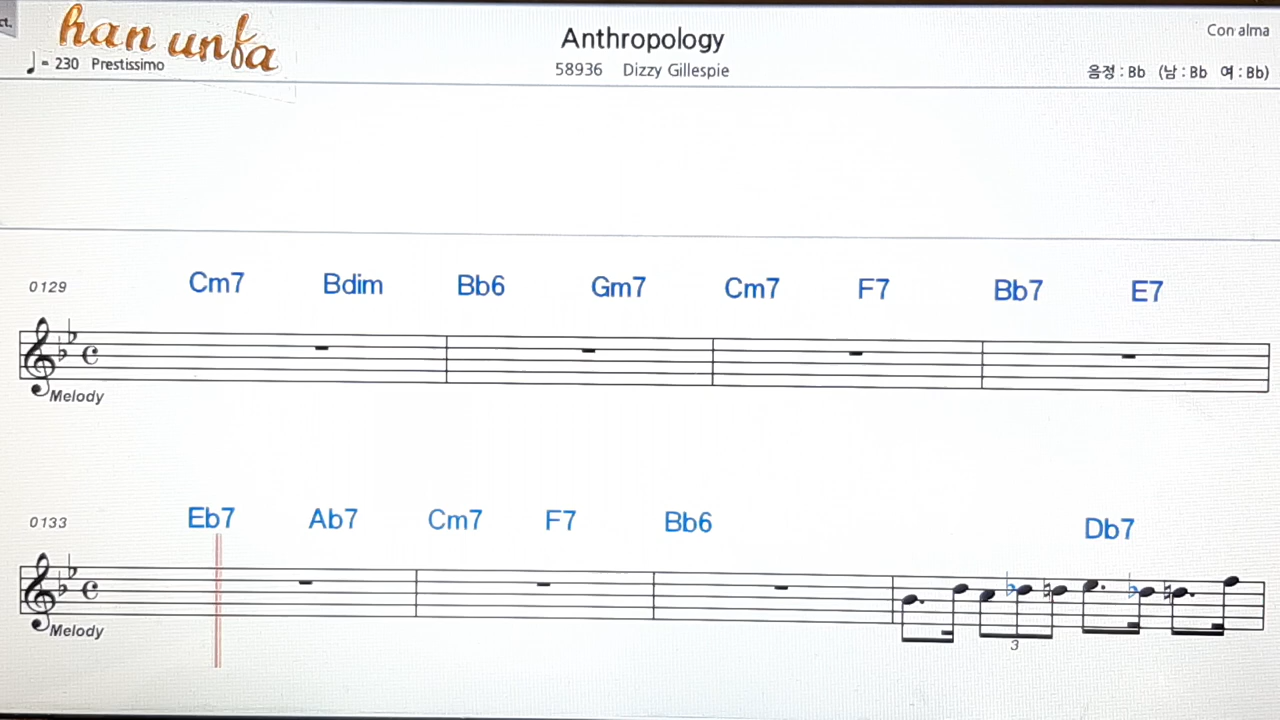 ct.
han unfa
Anthropology
Con alma
♩ = 230 Prestissimo
58936 Dizzy Gillespie
음정 : Bb (남 : Bb 여 : Bb)
0129 Cm7 Bdim Bb6 Gm7 Cm7 F7 Bb7 E7
Melody
0133 Eb7 Ab7 Cm7 F7 Bb6 Db7
Melody
3